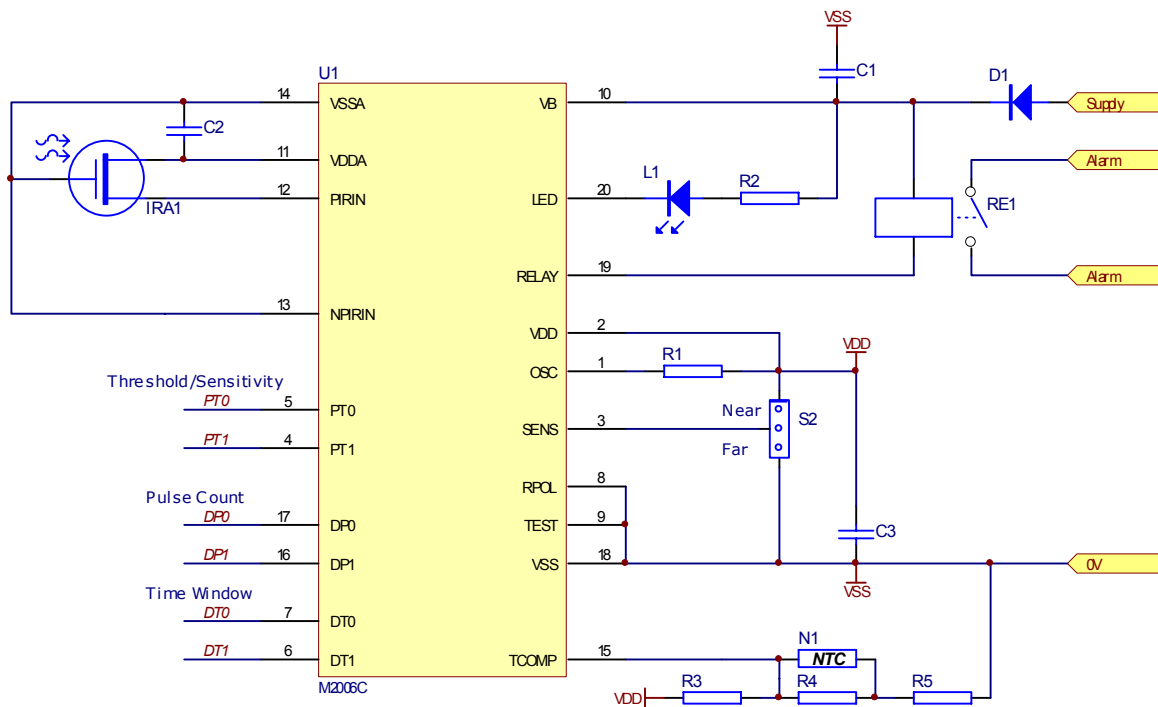 VSS
U1
C1
D1
14
VSSA
VB
10
Supply
C2
11
VDDA
Alarm
L1
R2
12
PIRIN
LED
20
IRA1
RE1
RELAY
19
Alarm
13
NPIRIN
VDD
2
VDD
R1
OSC
1
Threshold/Sensitivity
PT0
5
PT0
Near
S2
SENS
3
PT1
4
PT1
Far
RPOL
8
Pulse Count
DP0
17
DP0
TEST
9
C3
DP1
16
DP1
VSS
18
0V
VSS
Time Window
DT0
7
DT0
N1
DT1
6
DT1
TCOMP
15
NTC
M2006C
VDD
R3
R4
R5